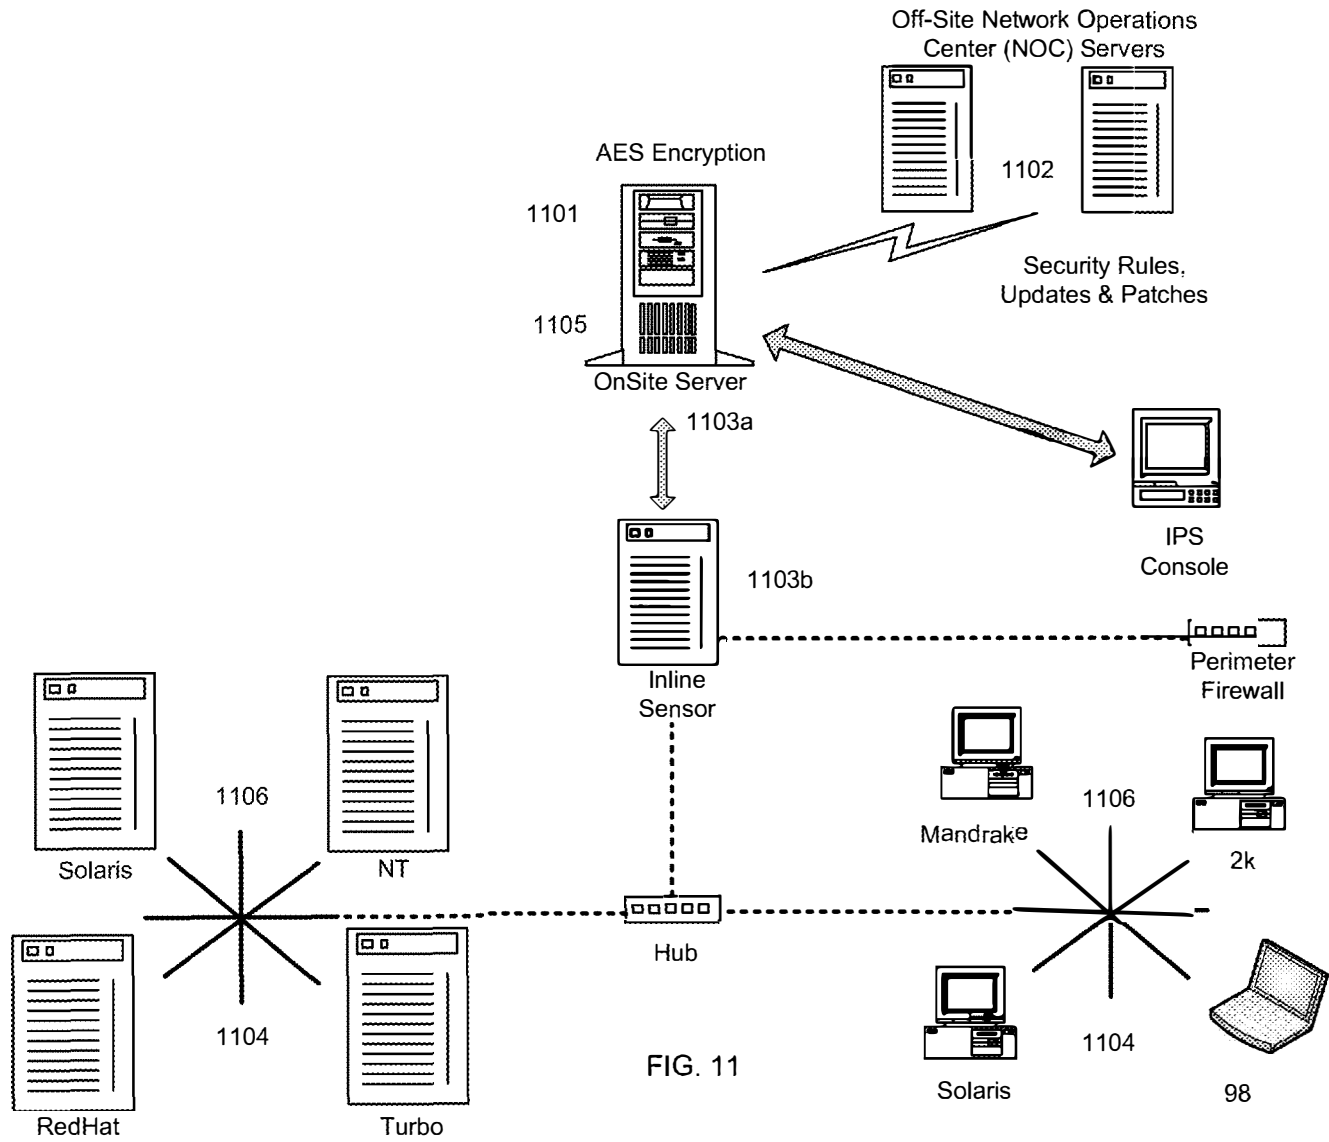 Off-Site Network Operations
Center (NOC) Servers
AES Encryption
1102
1101
Security Rules,
Updates & Patches
1105
OnSite Server
1103a
IPS
Console
1103b
Perimeter
Firewall
Inline
Sensor
1106
1106
Mandrake
2k
Solaris
NT
Hub
1104
1104
FIG. 11
Solaris
98
RedHat
Turbo